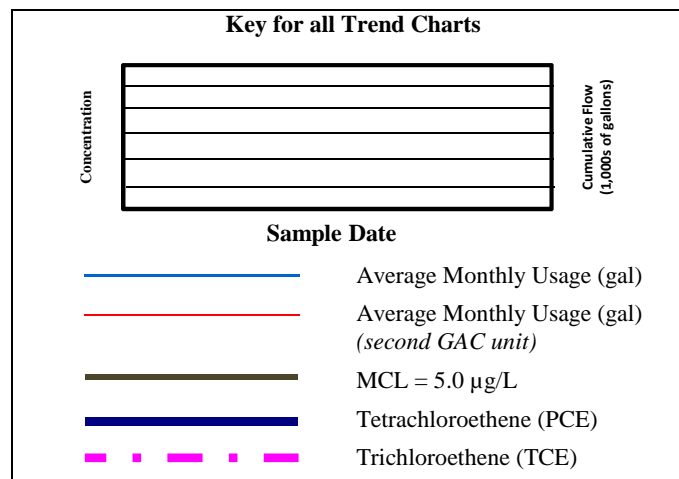 Key for all Trend Charts
Concentration
Cumulative Flow
(1,000s of gallons)
Sample Date
Average Monthly Usage (gal)
Average Monthly Usage (gal)
(second GAC unit)
MCL = 5.0 µg/L
Tetrachloroethene (PCE)
Trichloroethene (TCE)